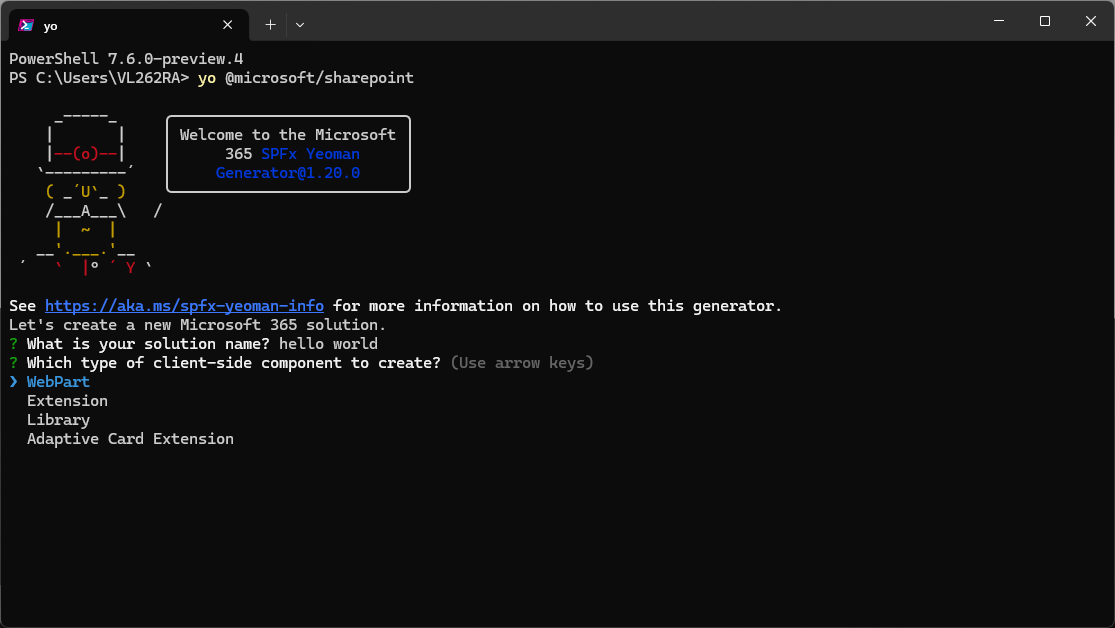 yo
PowerShell 7.6.0-preview.4
PS C:\Users\VL262RA> yo @microsoft/sharepoint
Welcome to the Microsoft
365 SPFx Yeoman
Generator@1.20.0
See https://aka.ms/spfx-yeoman-info for more information on how to use this generator.
Let's create a new Microsoft 365 solution.
? What is your solution name? hello world
? Which type of client-side component to create? (Use arrow keys)
❯ WebPart
Extension
Library
Adaptive Card Extension